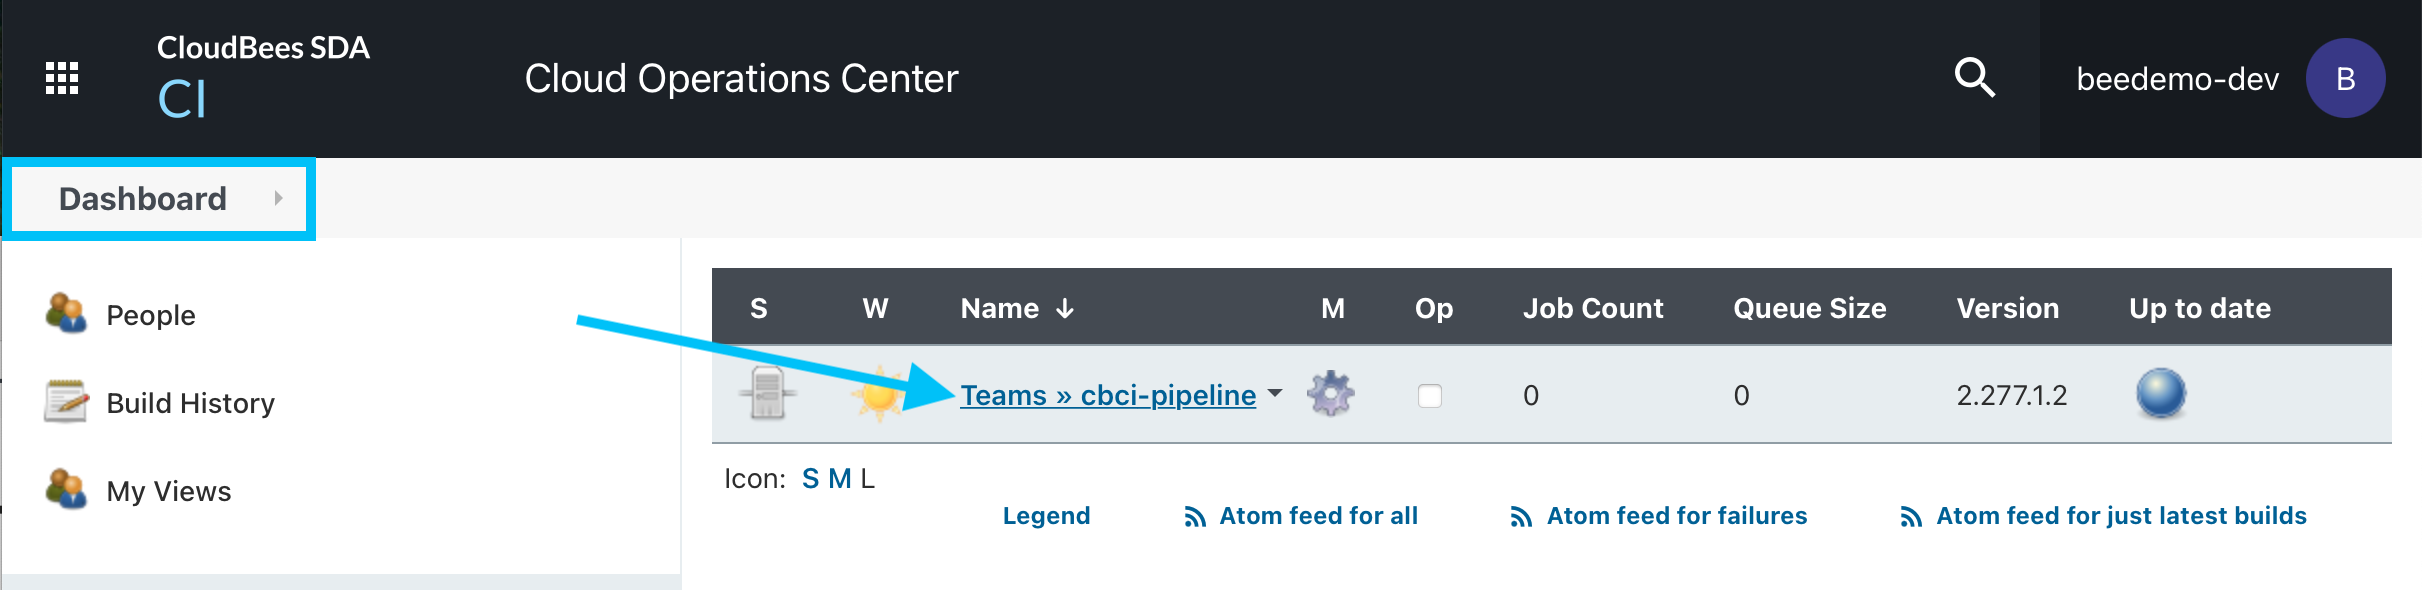 CloudBees SDA
CI
Cloud Operations Center
beedemo-dev
B
Dashboard
People
Build History
My Views
S W Name ↓ M Op Job Count Queue Size Version Up to date
Teams » cbci-pipeline 0 0 2.277.1.2
Icon: S M L
Legend Atom feed for all Atom feed for failures Atom feed for just latest builds